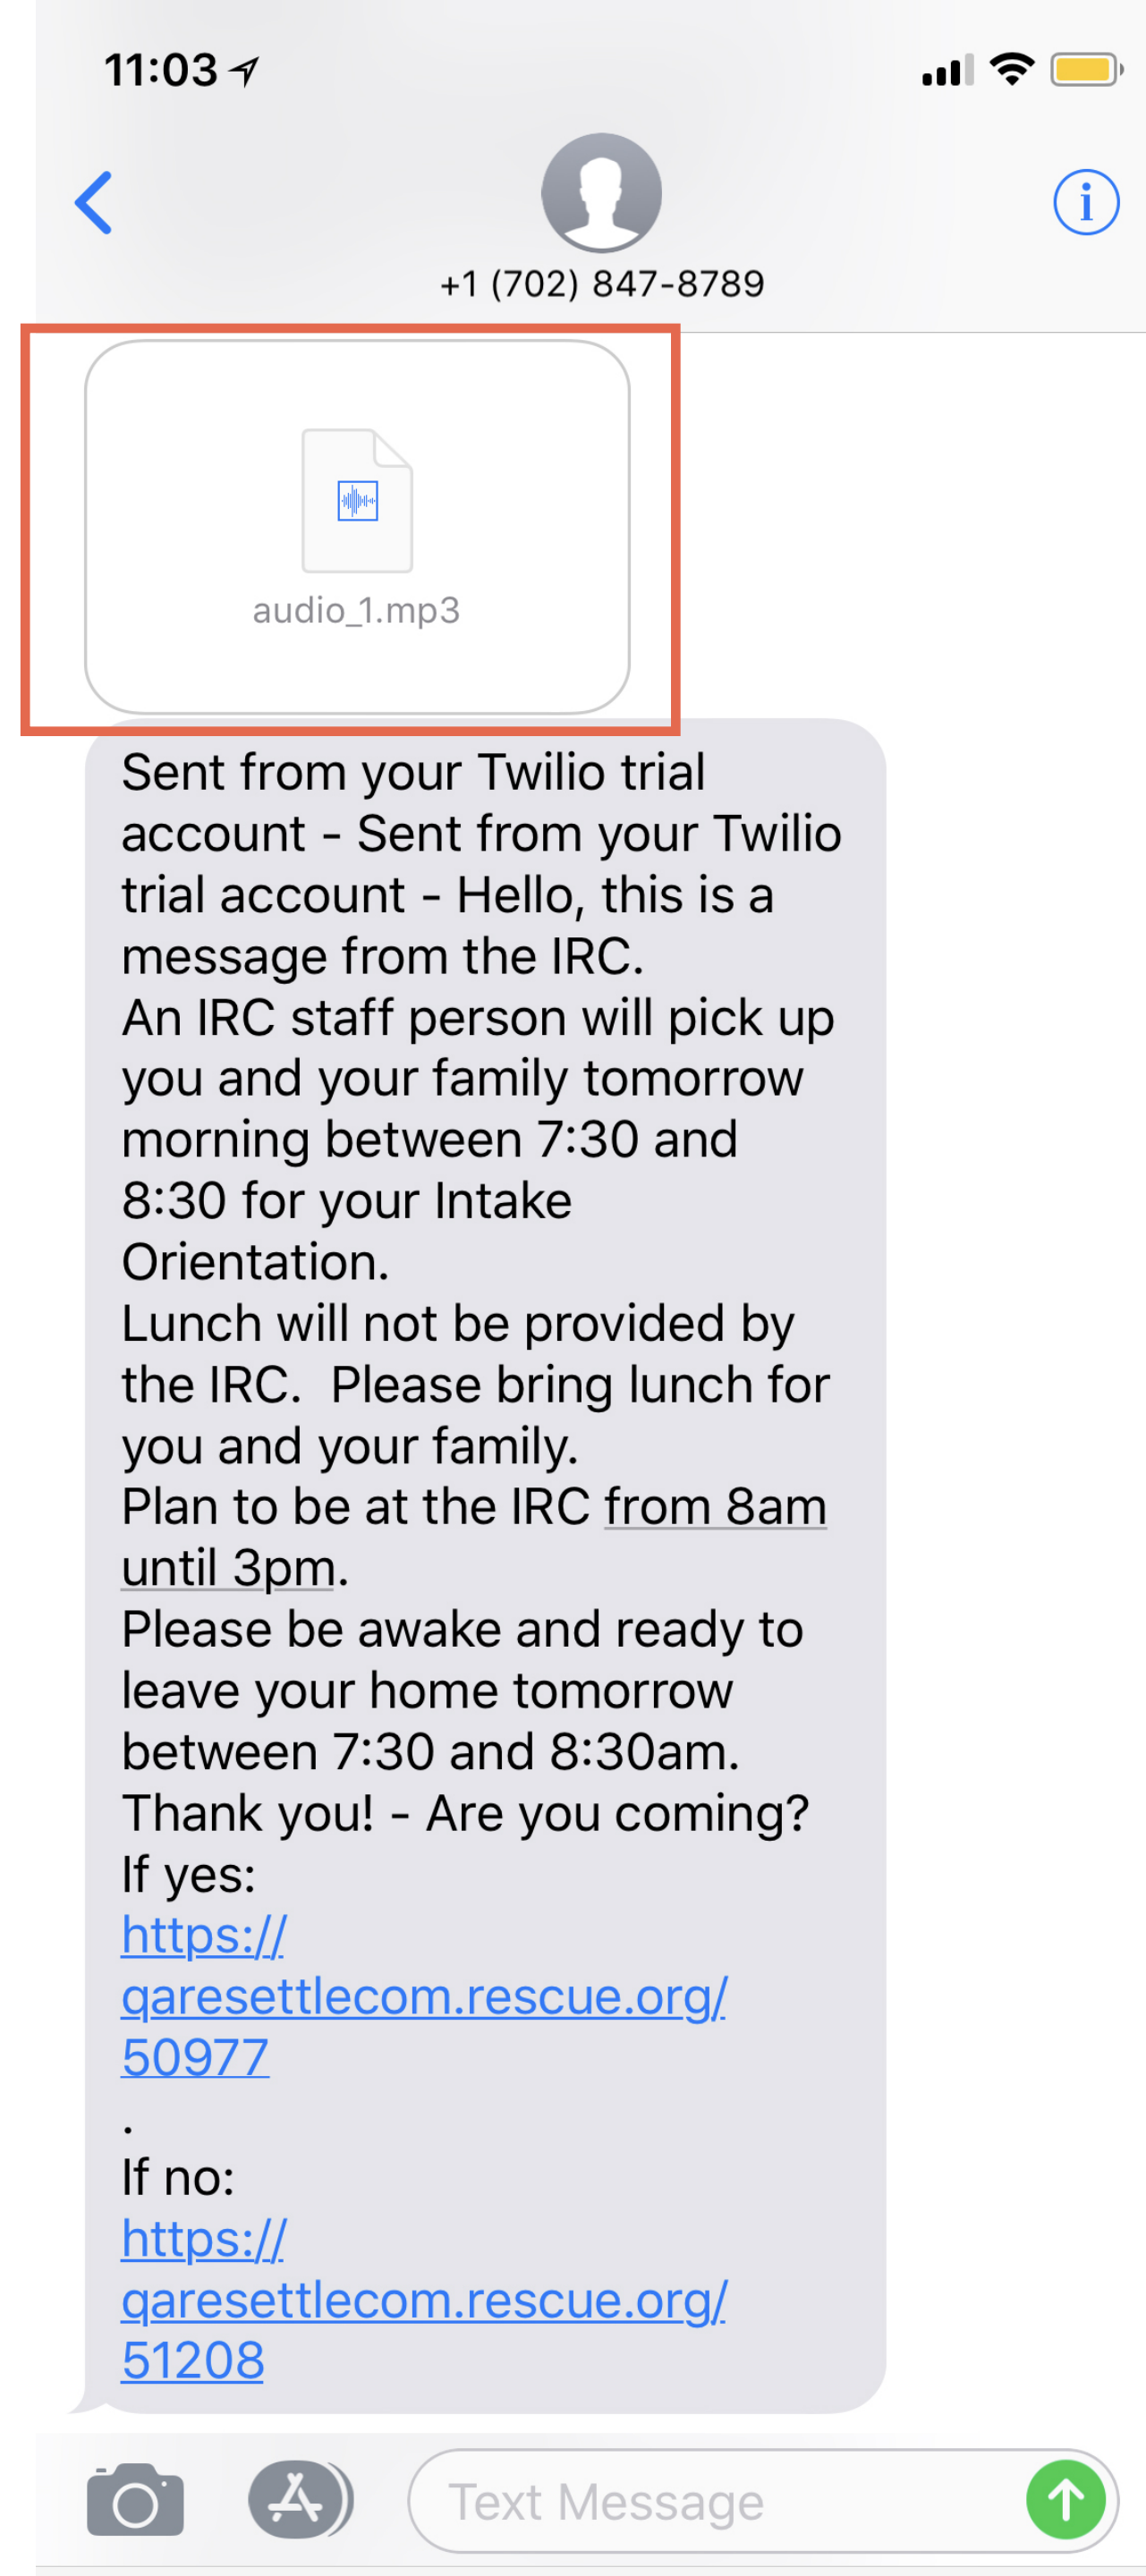 11:03
+1 (702) 847-8789
audio_1.mp3
Sent from your Twilio trial
account - Sent from your Twilio
trial account - Hello, this is a
message from the IRC.
An IRC staff person will pick up
you and your family tomorrow
morning between 7:30 and
8:30 for your Intake
Orientation.
Lunch will not be provided by
the IRC.  Please bring lunch for
you and your family.
Plan to be at the IRC from 8am
until 3pm.
Please be awake and ready to
leave your home tomorrow
between 7:30 and 8:30am.
Thank you! - Are you coming?
If yes:
https://
qaresettlecom.rescue.org/
50977
.
If no:
https://
qaresettlecom.rescue.org/
51208
Text Message